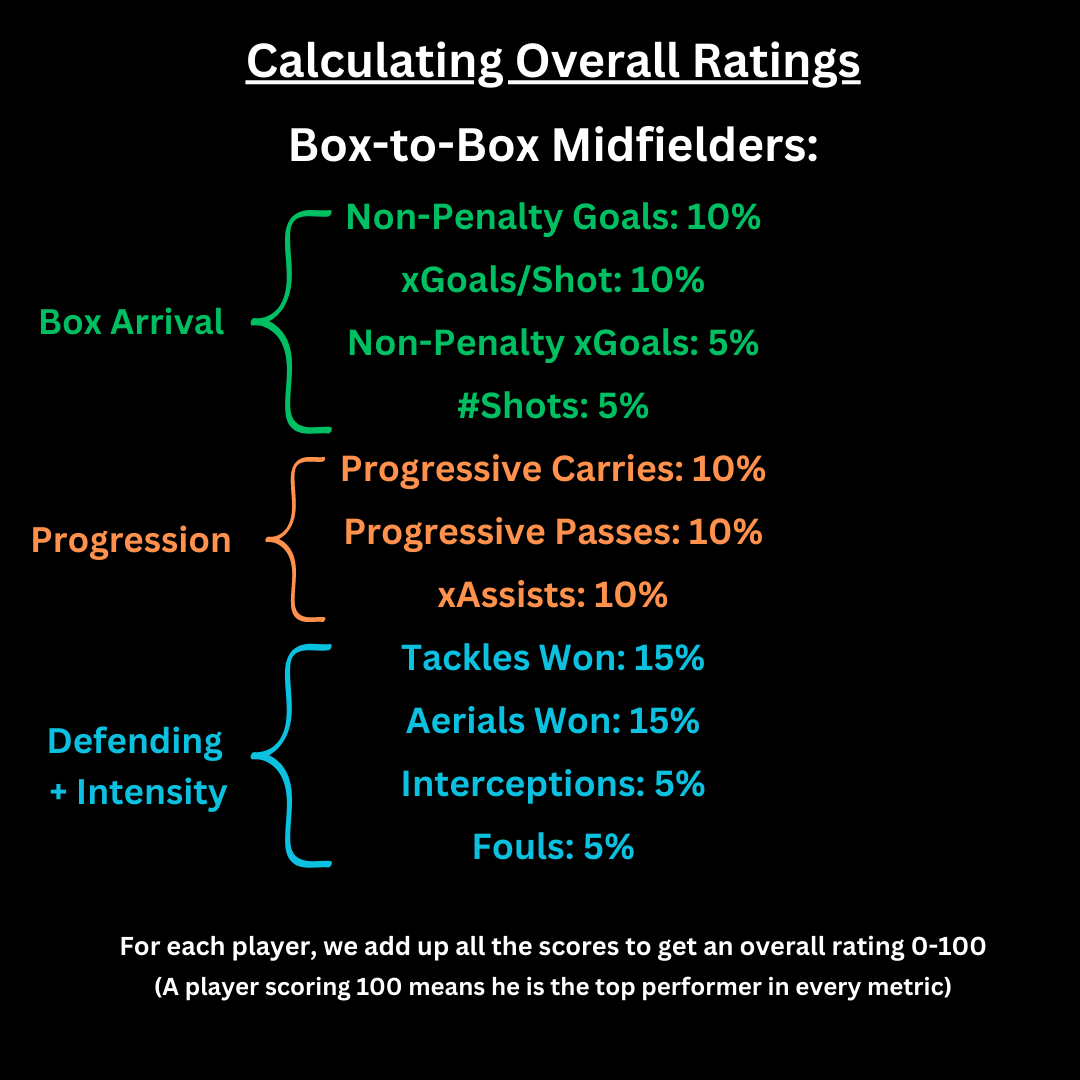 Calculating Overall Ratings
Box-to-Box Midfielders:
Box Arrival
Non-Penalty Goals: 10%
xGoals/Shot: 10%
Non-Penalty xGoals: 5%
#Shots: 5%
Progression
Progressive Carries: 10%
Progressive Passes: 10%
xAssists: 10%
Defending
+ Intensity
Tackles Won: 15%
Aerials Won: 15%
Interceptions: 5%
Fouls: 5%
For each player, we add up all the scores to get an overall rating 0-100
(A player scoring 100 means he is the top performer in every metric)